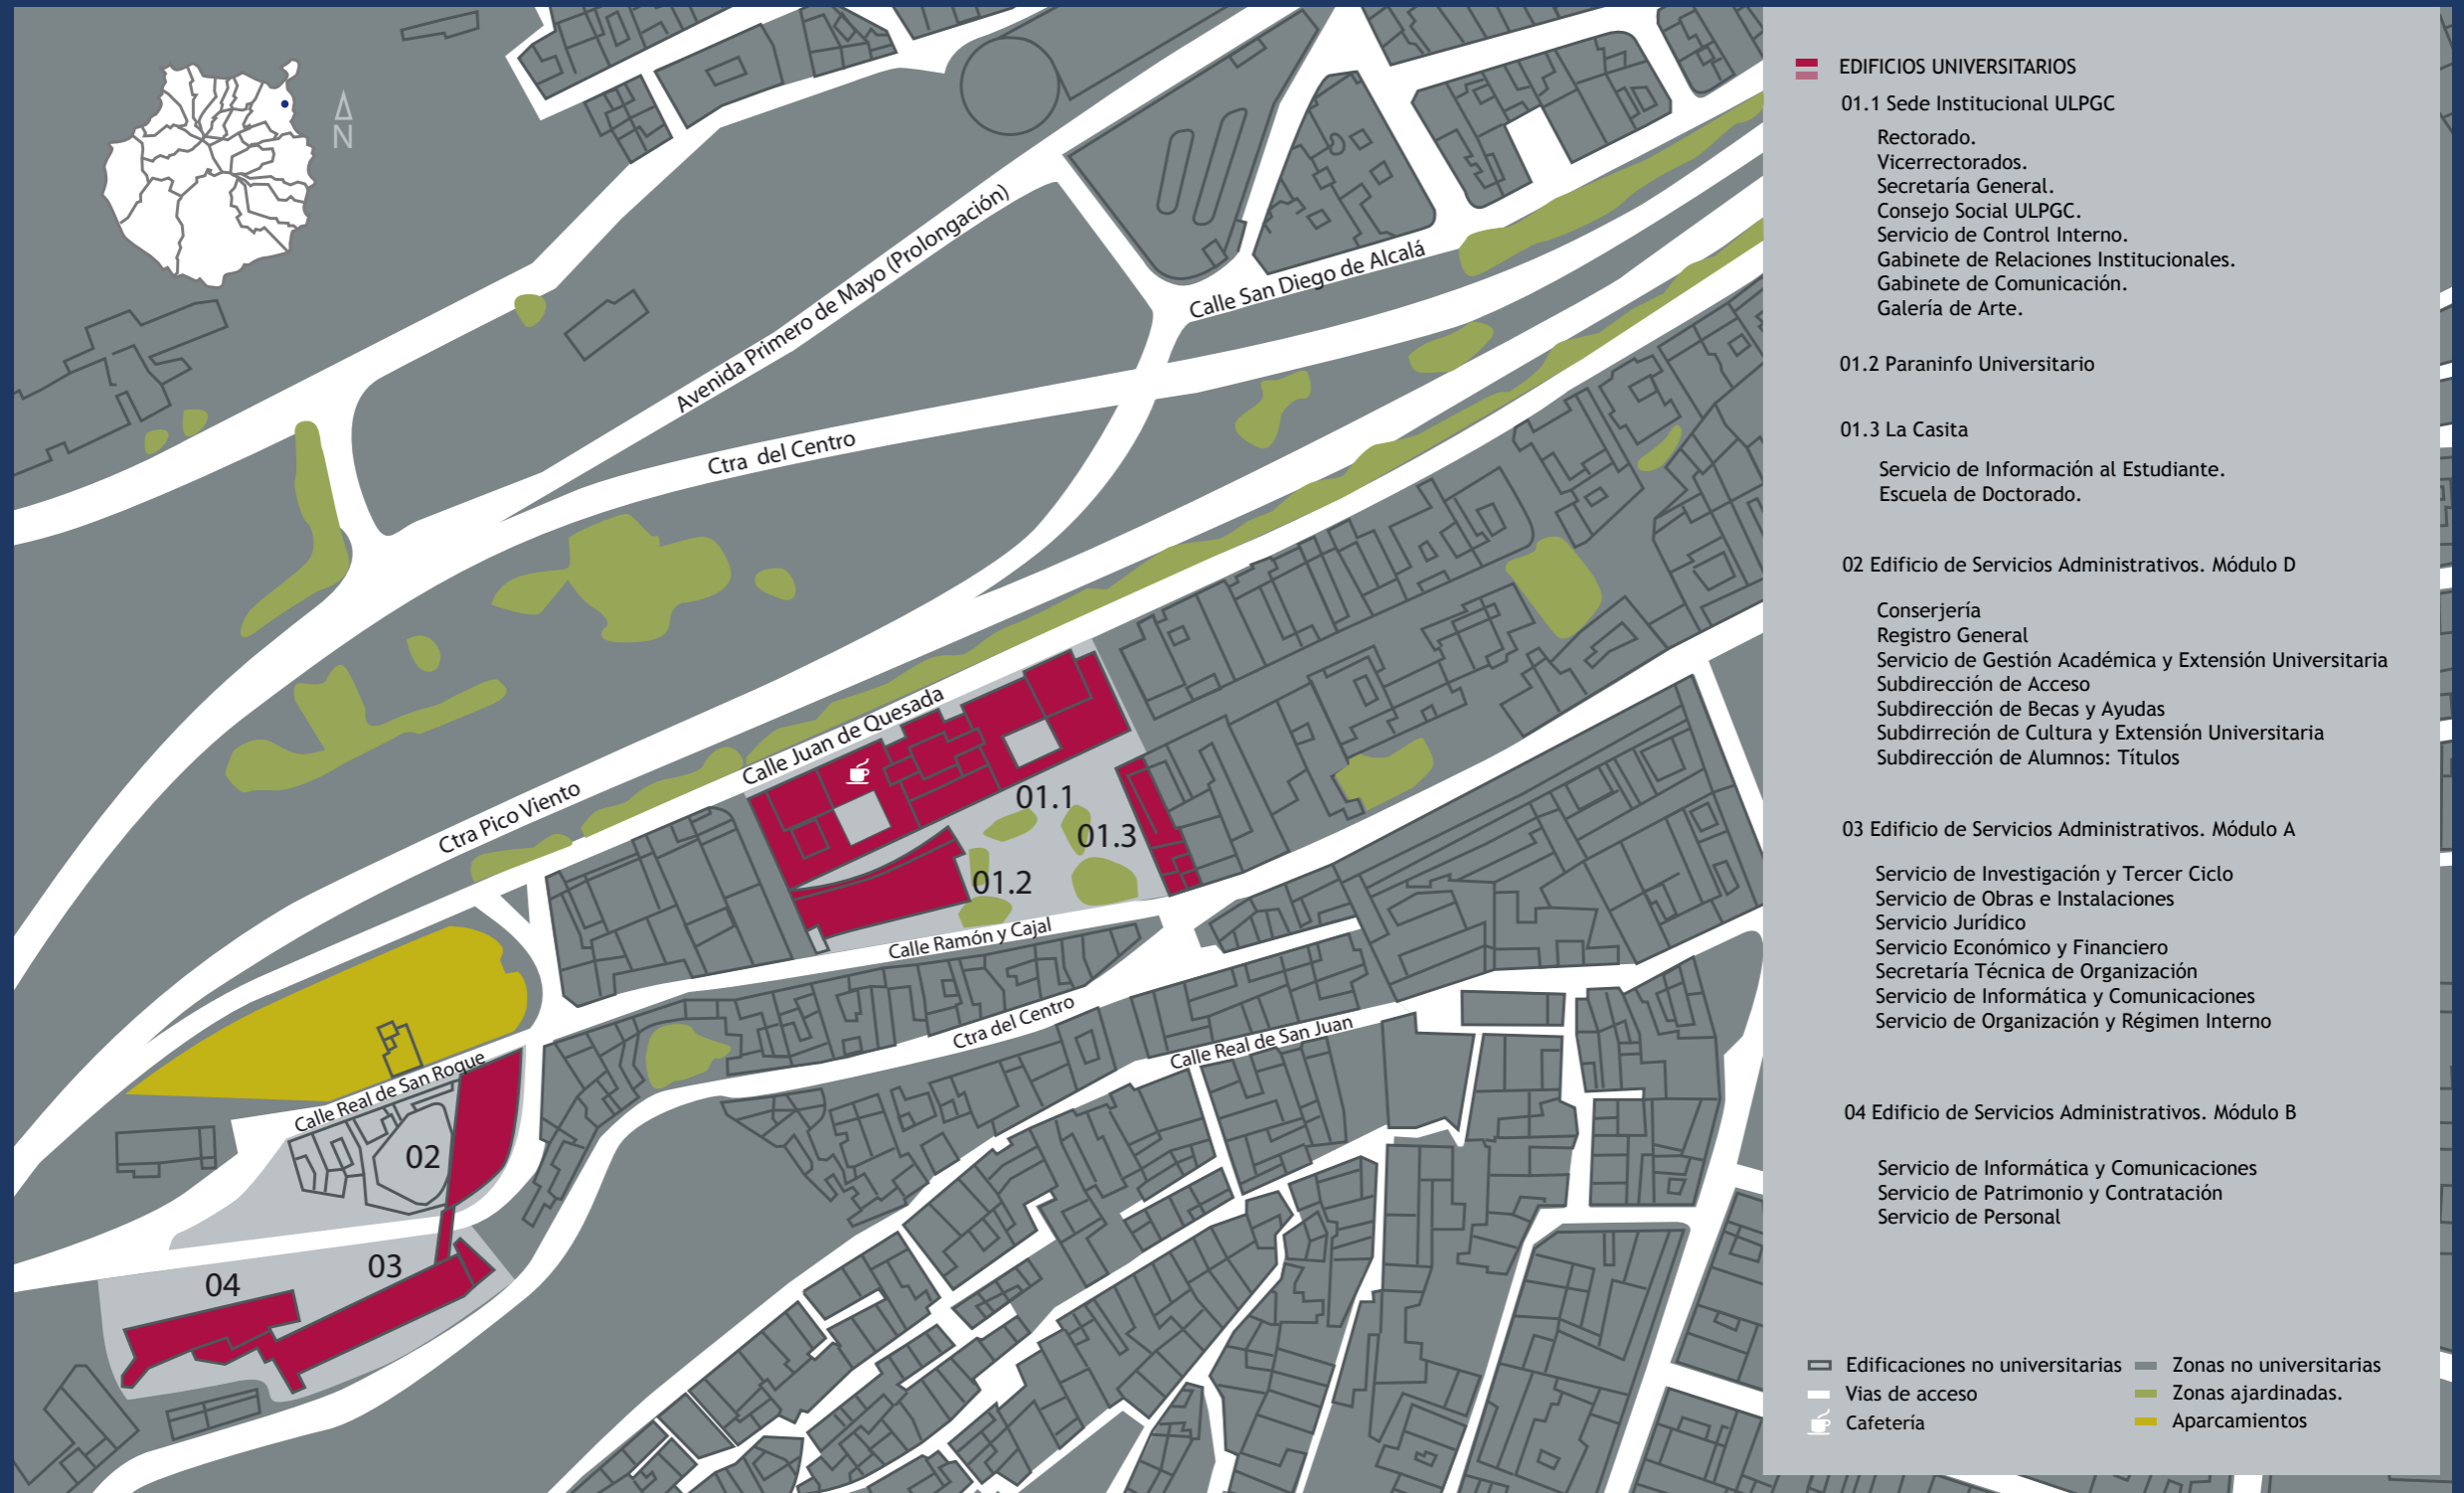 N
Avenida Primero de Mayo (Prolongación)
Calle San Diego de Alcalá
Ctra del Centro
Calle Juan de Quesada
Ctra Pico Viento
01.1
01.3
01.2
Calle Ramón y Cajal
Ctra del Centro
Calle Real de San Juan
Calle Real de San Roque
02
03
04
EDIFICIOS UNIVERSITARIOS
01.1 Sede Institucional ULPGC
Rectorado.
Vicerrectorados.
Secretaría General.
Consejo Social ULPGC.
Servicio de Control Interno.
Gabinete de Relaciones Institucionales.
Gabinete de Comunicación.
Galería de Arte.
01.2 Paraninfo Universitario
01.3 La Casita
Servicio de Información al Estudiante.
Escuela de Doctorado.
02 Edificio de Servicios Administrativos. Módulo D
Conserjería
Registro General
Servicio de Gestión Académica y Extensión Universitaria
Subdirección de Acceso
Subdirección de Becas y Ayudas
Subdirreción de Cultura y Extensión Universitaria
Subdirección de Alumnos: Títulos
03 Edificio de Servicios Administrativos. Módulo A
Servicio de Investigación y Tercer Ciclo
Servicio de Obras e Instalaciones
Servicio Jurídico
Servicio Económico y Financiero
Secretaría Técnica de Organización
Servicio de Informática y Comunicaciones
Servicio de Organización y Régimen Interno
04 Edificio de Servicios Administrativos. Módulo B
Servicio de Informática y Comunicaciones
Servicio de Patrimonio y Contratación
Servicio de Personal
Edificaciones no universitarias
Vias de acceso
Cafetería
Zonas no universitarias
Zonas ajardinadas.
Aparcamientos